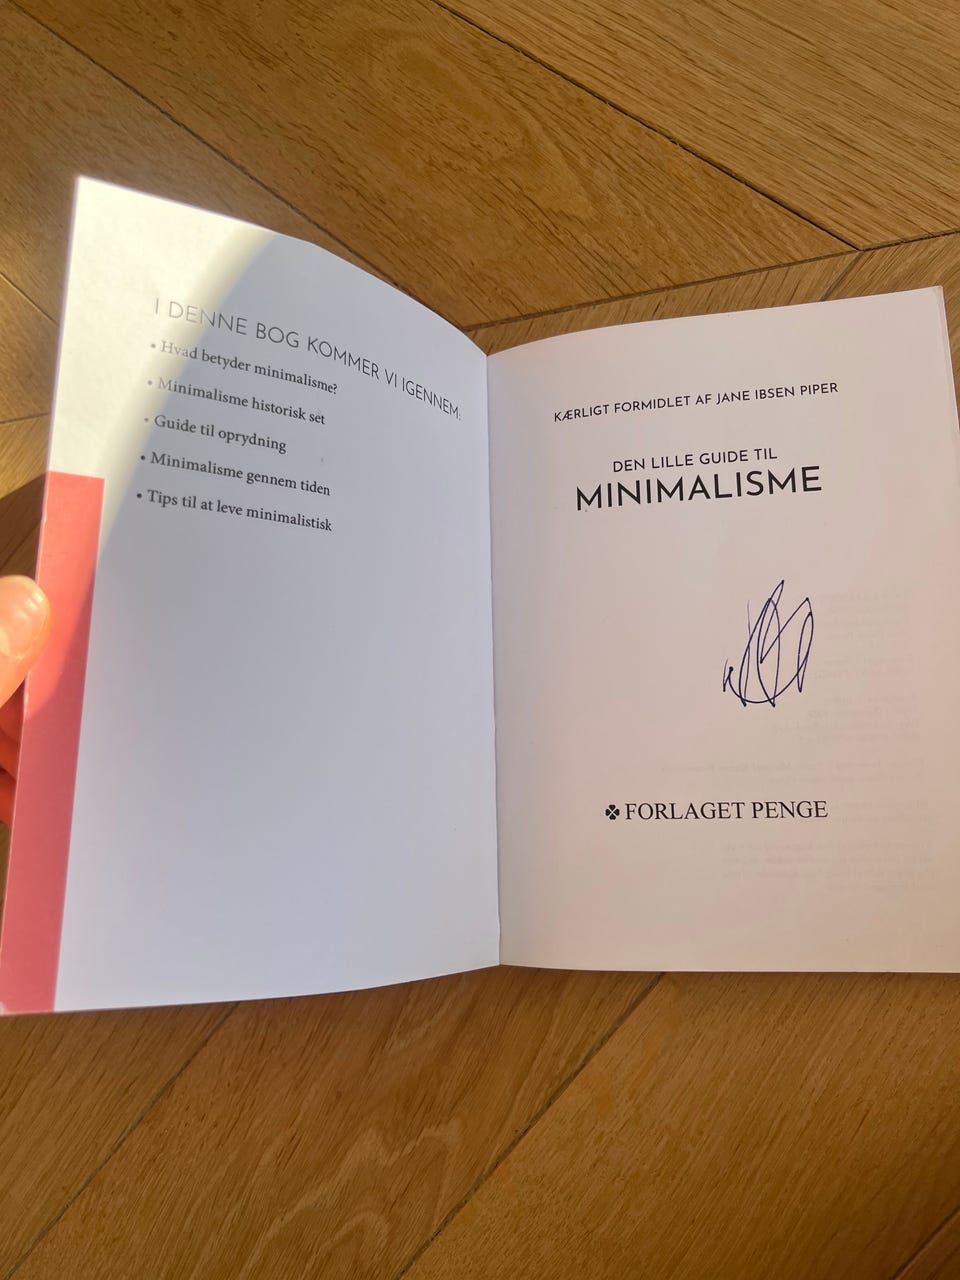 I DENNE BOG KOMMER VI IGENNEM:
• Hvad betyder minimalisme?
• Minimalisme historisk set
• Guide til oprydning
• Minimalisme gennem tiden
• Tips til at leve minimalistisk
KÆRLIGT FORMIDLET AF JANE IBSEN PIPER
DEN LILLE GUIDE TIL
MINIMALISME
FORLAGET PENGE